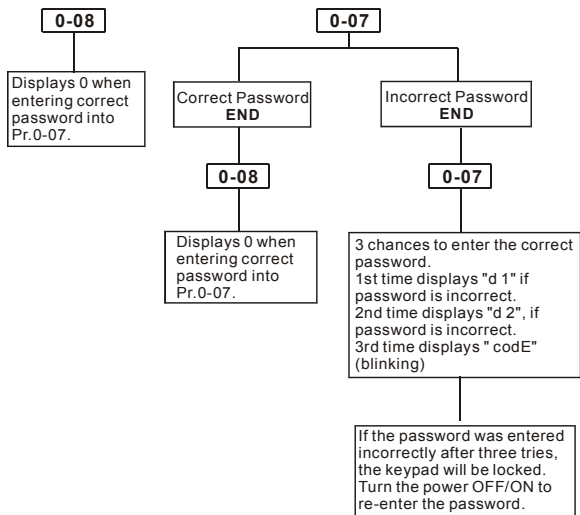 0-08
Displays 0 when
entering correct
password into
Pr.0-07.
0-07
Correct Password
END
0-08
Displays 0 when
entering correct
password into
Pr.0-07.
Incorrect Password
END
0-07
3 chances to enter the correct
password.
1st time displays "d 1" if
password is incorrect.
2nd time displays "d 2", if
password is incorrect.
3rd time displays " codE"
(blinking)
If the password was entered
incorrectly after three tries,
the keypad will be locked.
Turn the power OFF/ON to
re-enter the password.